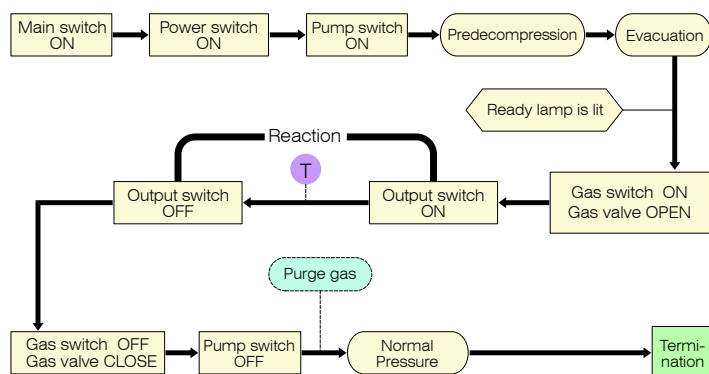 Main switch
ON
Power switch
ON
Pump switch
ON
Predecompression
Evacuation
Ready lamp is lit
Reaction
T
Output switch
OFF
Output switch
ON
Gas switch ON
Gas valve OPEN
Purge gas
Gas switch OFF
Gas valve CLOSE
Pump switch
OFF
Normal
Pressure
Termi-
nation